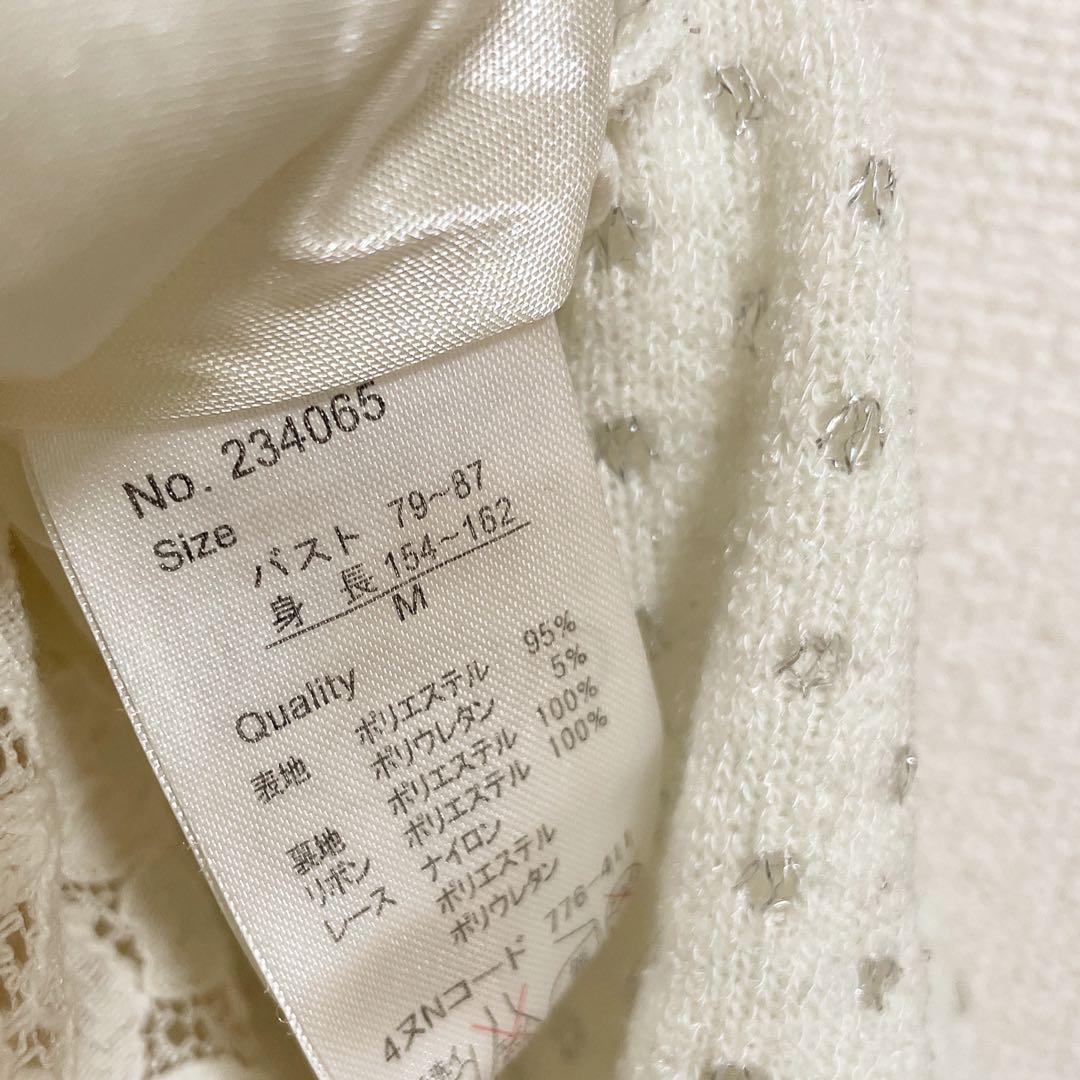 No. 234065
Size
バスト 79~87
身 長 154~162
M
Quality
表地 ポリエステル 95%
ポリウレタン 5%
裏地 ポリエステル 100%
リボン ポリエステル 100%
レース ナイロン
ポリエステル
ポリウレタン
4ヌNコード